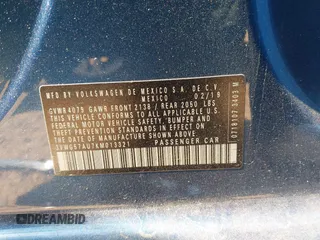 MFD. BY VOLKSWAGEN DE MEXICO S.A. DE C.V.
MEXICO 02/19
GVWR 4079 GAWR FRONT 2138 / REAR 2050 LBS
THIS VEHICLE CONFORMS TO ALL APPLICABLE
FEDERAL MOTOR VEHICLE SAFETY, BUMPER AND
THEFT PREVENTION STANDARDS IN EFFECT ON THE
DATE OF MANUFACTURE SHOWN ABOVE.
PASSENGER CAR
DREAMBID